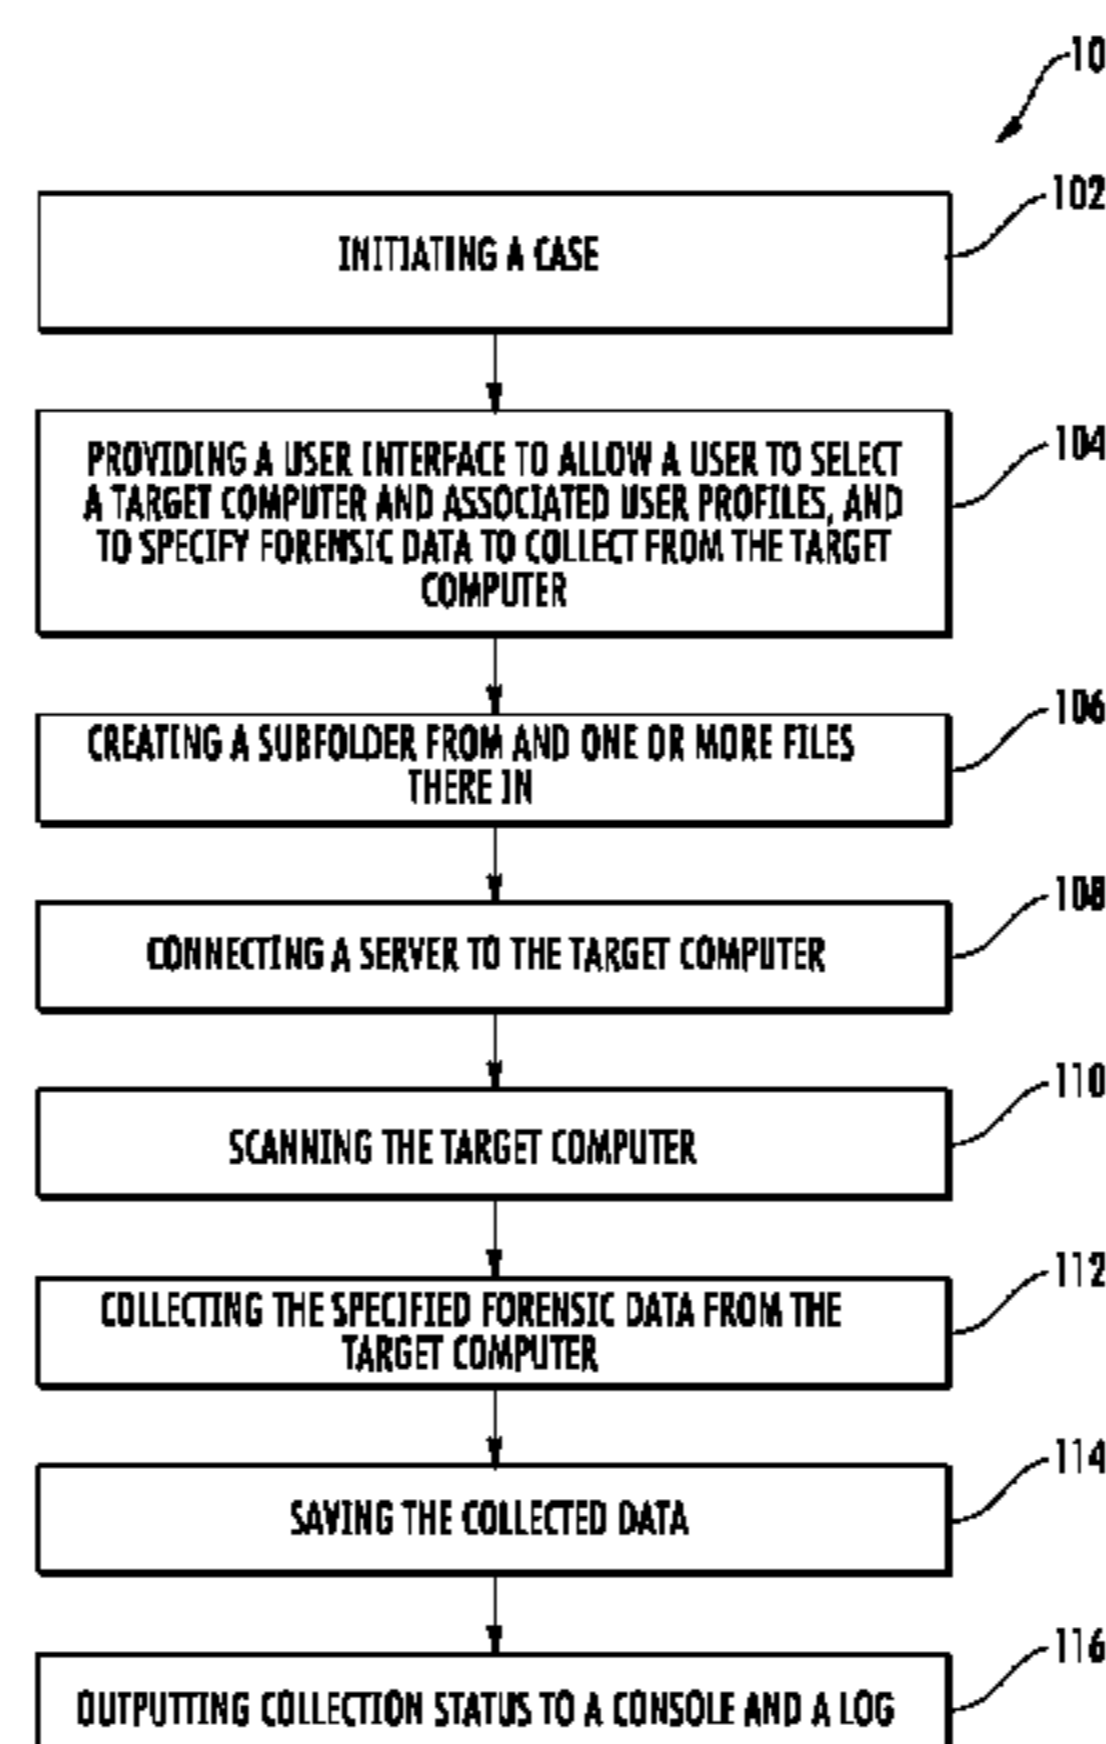 10
102
INITIATING A CASE
104
PROVIDING A USER INTERFACE TO ALLOW A USER TO SELECT
A TARGET COMPUTER AND ASSOCIATED USER PROFILES, AND
TO SPECIFY FORENSIC DATA TO COLLECT FROM THE TARGET
COMPUTER
106
CREATING A SUBFOLDER FROM AND ONE OR MORE FILES
THERE IN
108
CONNECTING A SERVER TO THE TARGET COMPUTER
110
SCANNING THE TARGET COMPUTER
112
COLLECTING THE SPECIFIED FORENSIC DATA FROM THE
TARGET COMPUTER
114
SAVING THE COLLECTED DATA
116
OUTPUTTING COLLECTION STATUS TO A CONSOLE AND A LOG